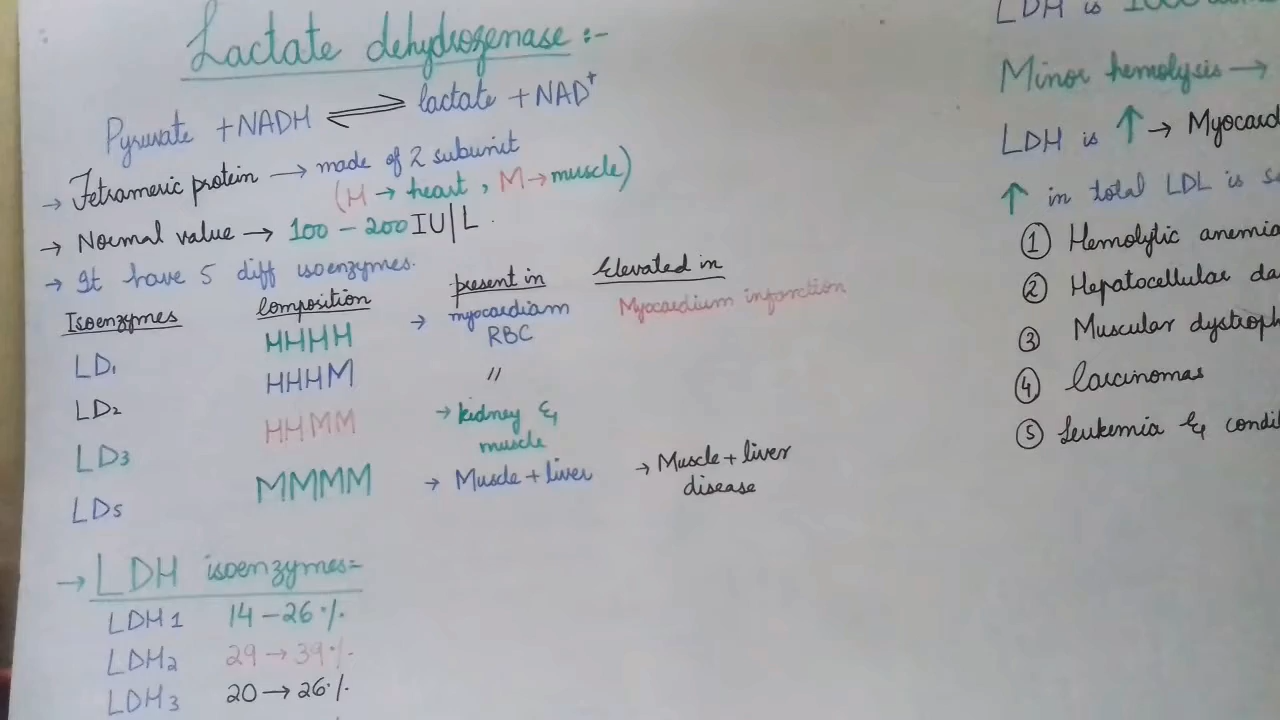 Lactate dehydrogenase :-
Pyruvate + NADH ⇌ lactate + NAD⁺
→ Tetrameric protein → made of 2 subunit
(H → heart, M → muscle)
→ Normal value → 100 – 200 IU/L.
→ It have 5 diff isoenzymes.
Isoenzymes composition present in Elevated in
LD₁ HHHH → myocardiam RBC Myocardium infarction
LD₂ HHHM "
LD₃ HHMM → kidney & muscle
LD₅ MMMM → Muscle + liver → Muscle + liver disease
→ LDH isoenzymes:-
LDH1 14 – 26 %
LDH₂ 29 → 39 %
LDH₃ 20 → 26 %
LDH is
Minor hemolysis →
LDH is ↑ → Myocard
↑ in total LDL is
① Hemolytic anemia
② Hepatocellular da
③ Muscular dystroph
④ Carcinomas
⑤ Leukemia & condi